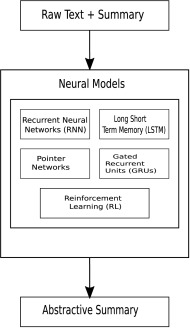 Raw Text + Summary
Neural Models
Recurrent Neural
Networks (RNN)
Long Short
Term Memory (LSTM)
Pointer
Networks
Gated
Recurrent
Units (GRUs)
Reinforcement
Learning (RL)
Abstractive Summary